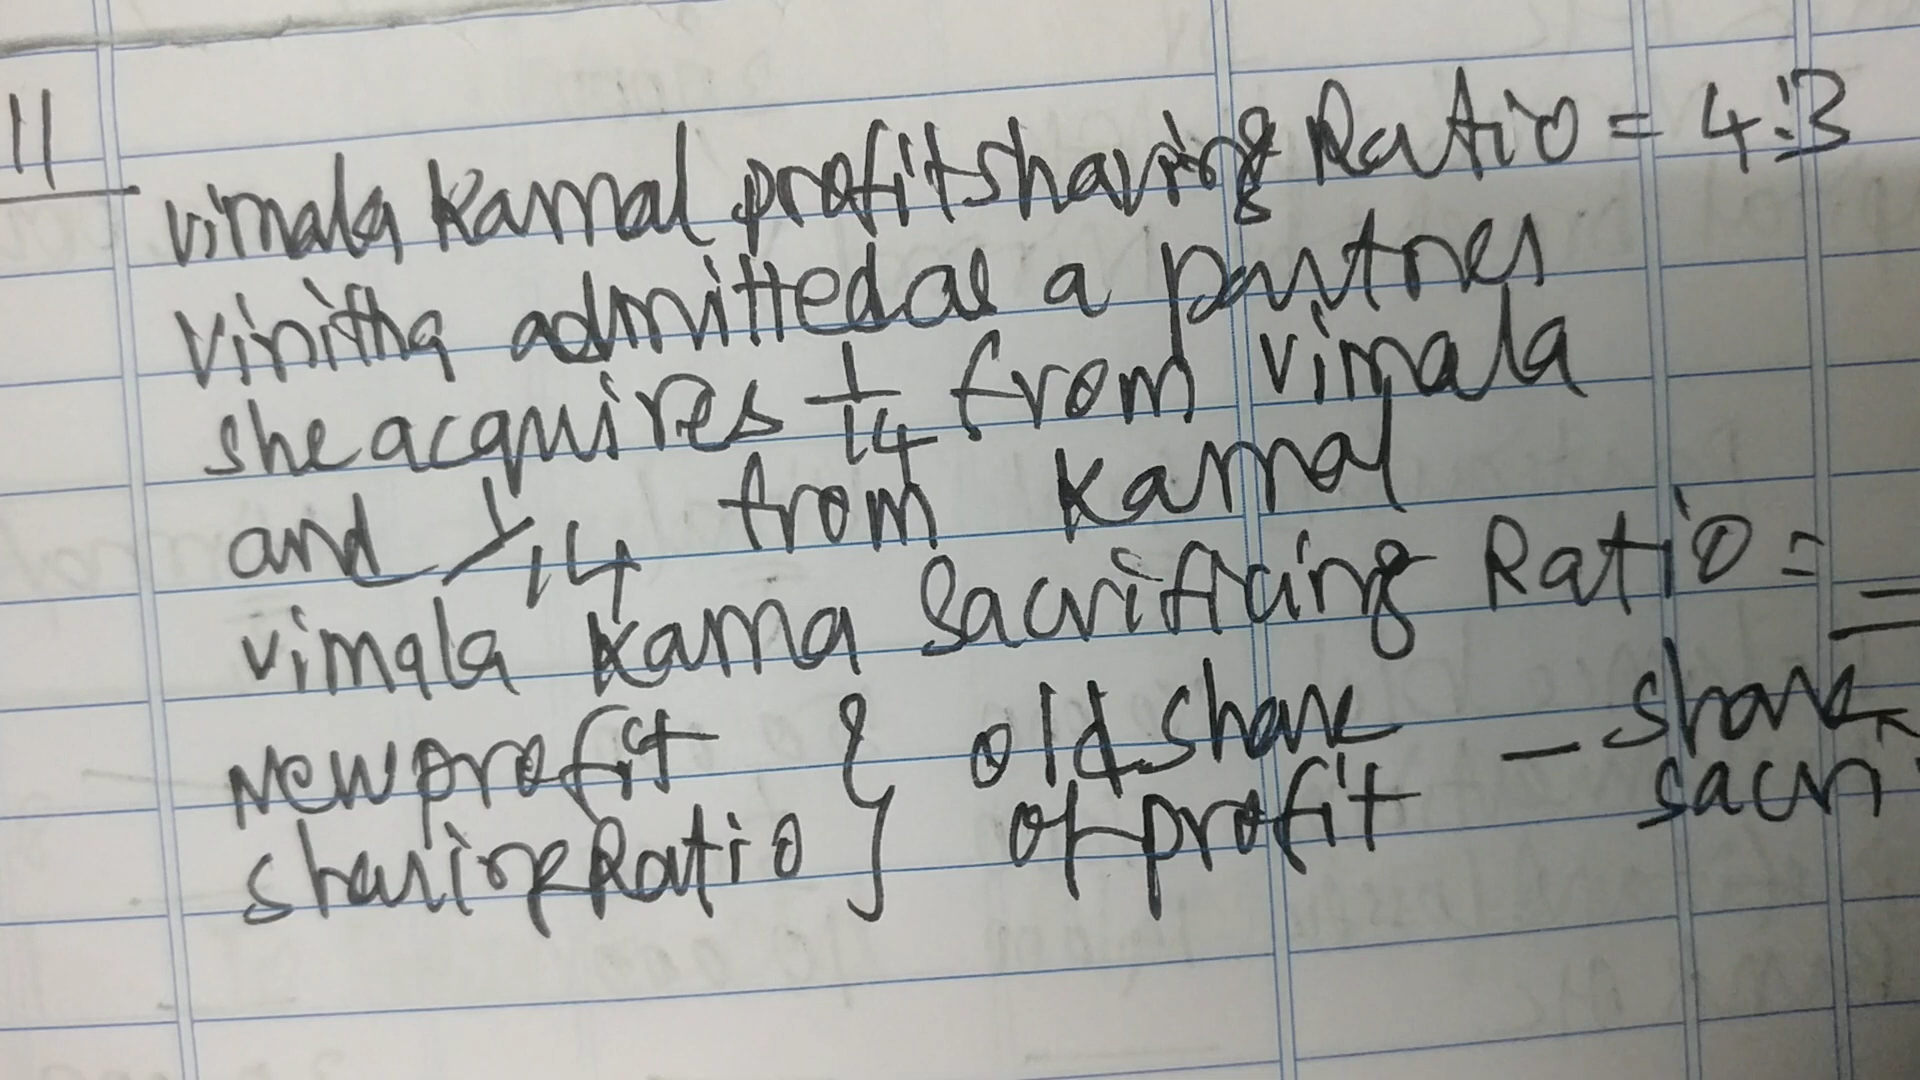 11
vimala Kamal profitsharing Ratio = 4:3
Vinitha admitted as a partner
she acquires 1/14 from vimala
and 1/14 from Kamal
vimala Kama Sacrificing Ratio =
New profit } old share - share
sharing Ratio } of profit sacri